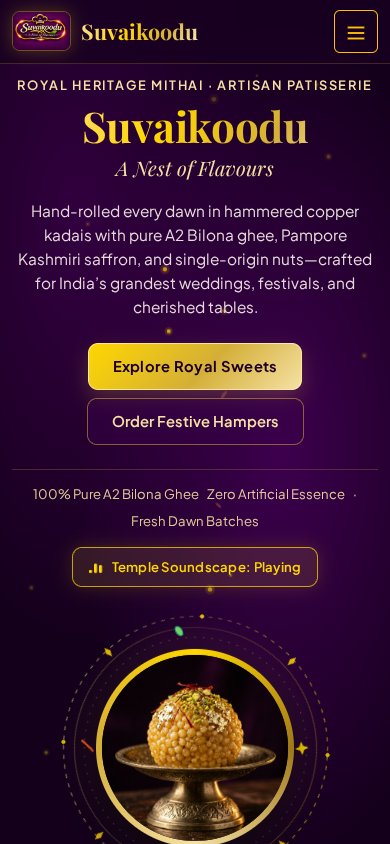 Suvaikoodu
Suvaikoodu
ROYAL HERITAGE MITHAI · ARTISAN PATISSERIE
Suvaikoodu
A Nest of Flavours
Hand-rolled every dawn in hammered copper
kadais with pure A2 Bilona ghee, Pampore
Kashmiri saffron, and single-origin nuts—crafted
for India's grandest weddings, festivals, and
cherished tables.
Explore Royal Sweets
Order Festive Hampers
100% Pure A2 Bilona Ghee Zero Artificial Essence ·
Fresh Dawn Batches
Temple Soundscape: Playing